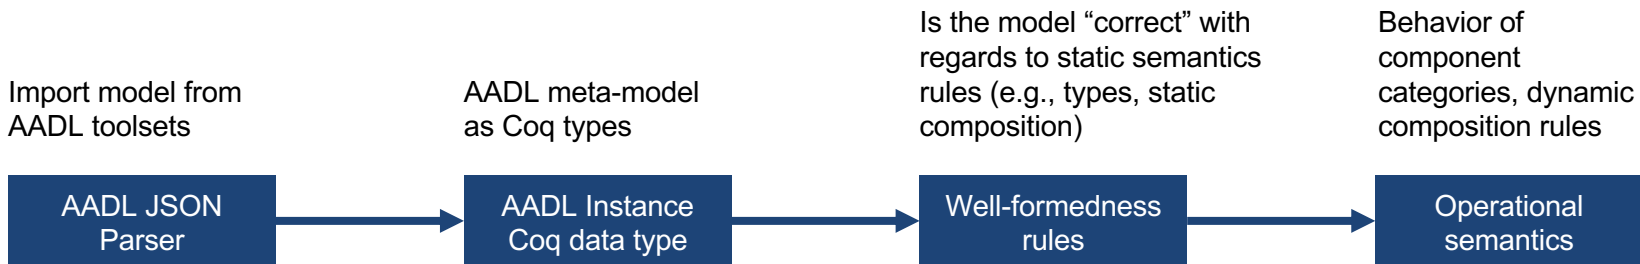 Import model from
AADL toolsets
AADL meta-model
as Coq types
Is the model “correct” with
regards to static semantics
rules (e.g., types, static
composition)
Behavior of
component
categories, dynamic
composition rules
AADL JSON
Parser
AADL Instance
Coq data type
Well-formedness
rules
Operational
semantics